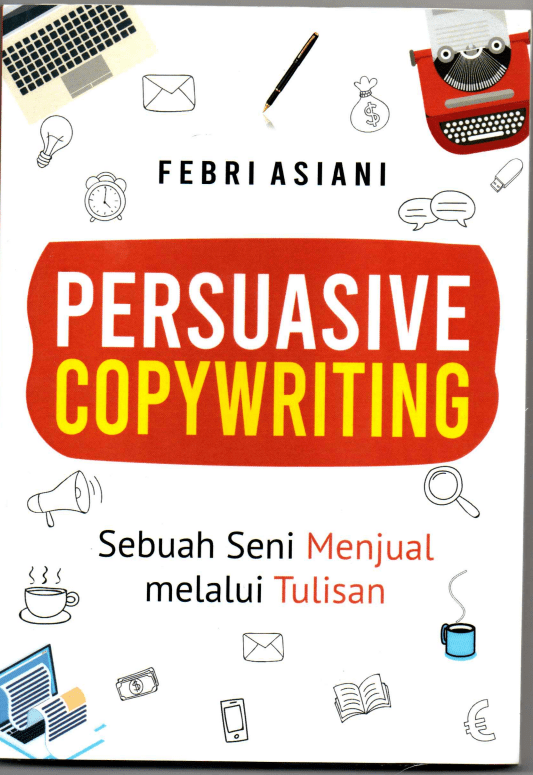 FEBRI ASIANI
PERSUASIVE
COPYWRITING
Sebuah Seni Menjual
melalui Tulisan